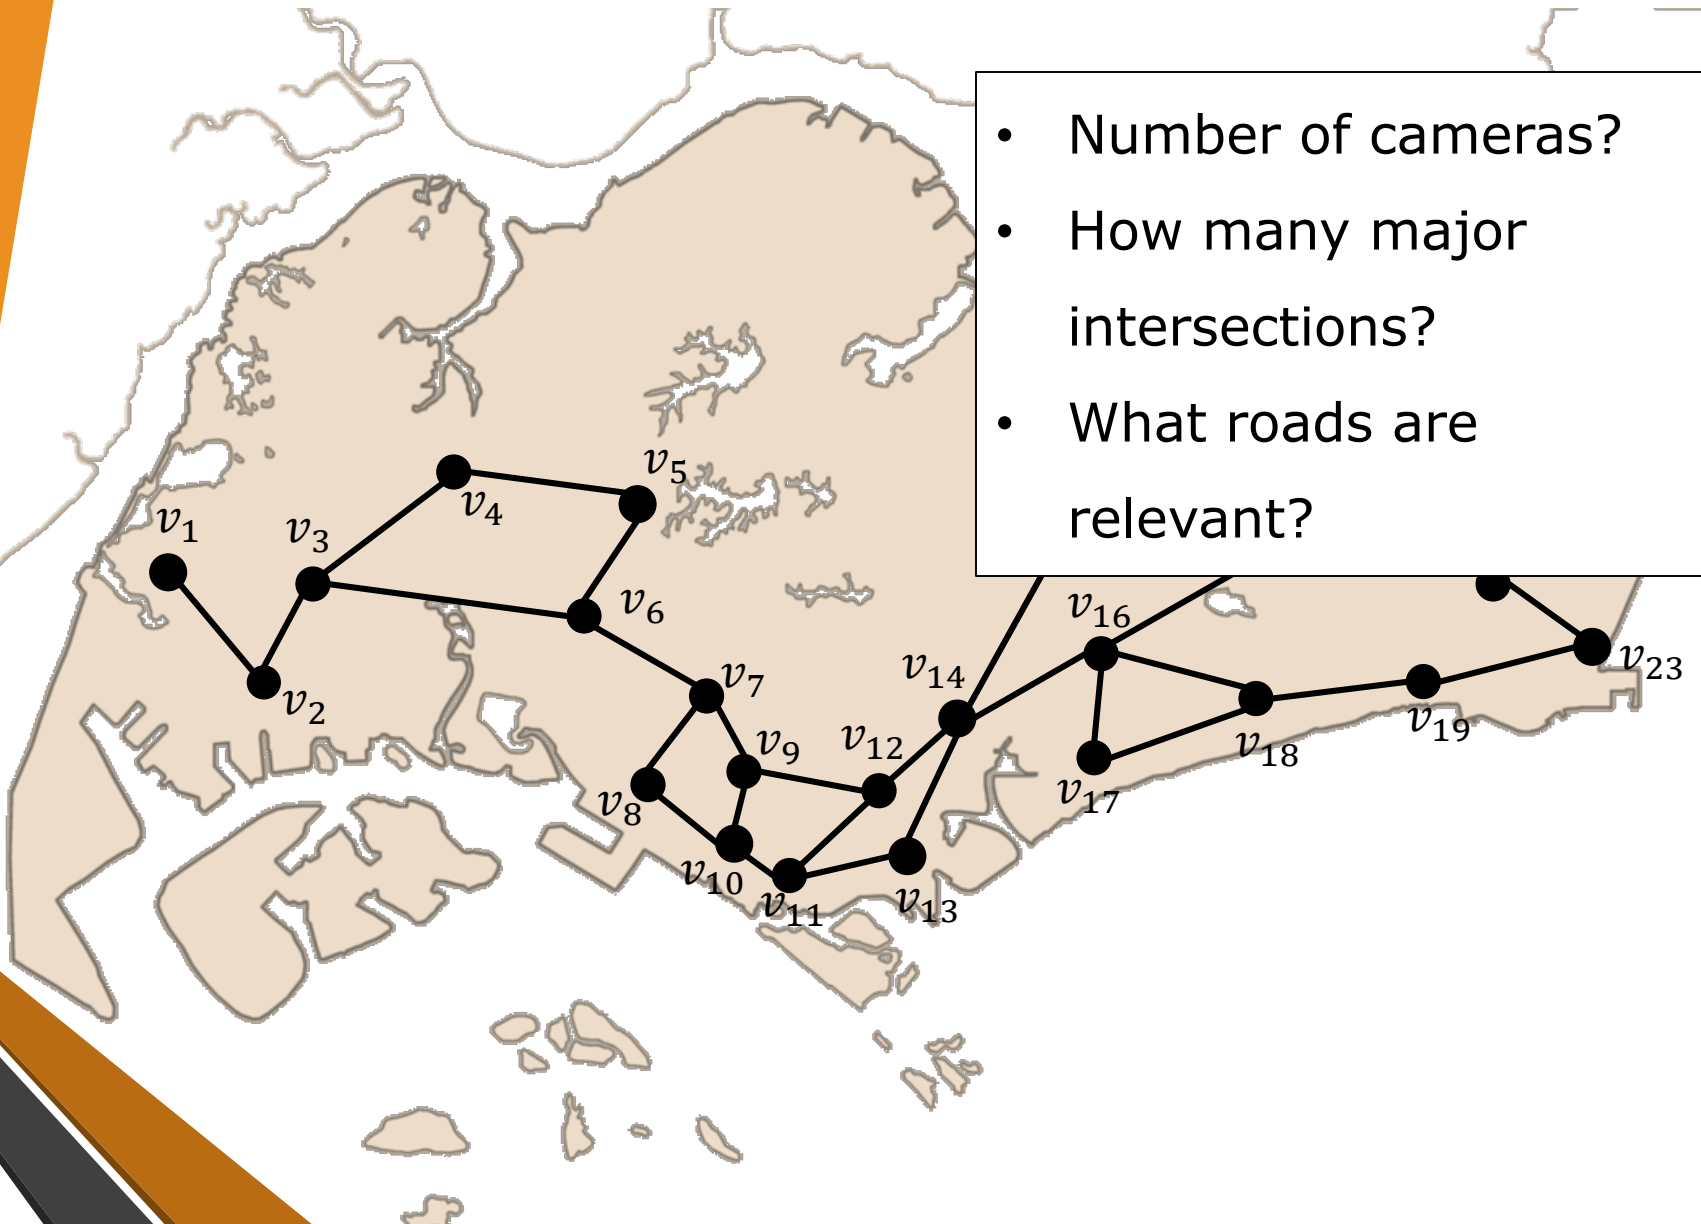 • Number of cameras?
• How many major
intersections?
• What roads are
relevant?
v₅
v₄
v₁
v₃
v₆
v₁₆
v₁₄
v₂₃
v₇
v₂
v₁₉
v₉
v₁₂
v₁₈
v₈
v₁₇
v₁₀
v₁₁
v₁₃